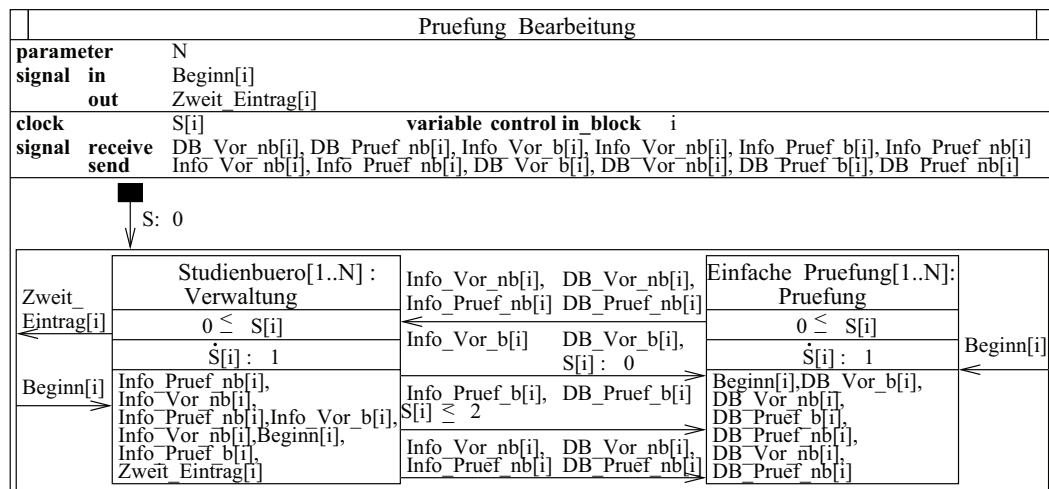 Pruefung Bearbeitung
parameter N
signal in Beginn[i]
out Zweit_Eintrag[i]
clock S[i] variable control in_block i
signal receive DB_Vor_nb[i], DB_Pruef_nb[i], Info_Vor_b[i], Info_Vor_nb[i], Info_Pruef_b[i], Info_Pruef_nb[i]
send Info_Vor_nb[i], Info_Pruef_nb[i], DB_Vor_b[i], DB_Vor_nb[i], DB_Pruef_b[i], DB_Pruef_nb[i]
S: 0
Zweit_
Eintrag[i]
Beginn[i]
Studienbuero[1..N] :
Verwaltung
0 ≤ S[i]
Ṡ[i] : 1
Info_Pruef_nb[i],
Info_Vor_nb[i],
Info_Pruef_nb[i],Info_Vor_b[i],
Info_Vor_nb[i],Beginn[i],
Info_Pruef_b[i],
Zweit_Eintrag[i]
Info_Vor_nb[i], DB_Vor_nb[i],
Info_Pruef_nb[i] DB_Pruef_nb[i]
Info_Vor_b[i] DB_Vor_b[i],
S[i] : 0
Info_Pruef_b[i], DB_Pruef_b[i]
S[i] ≤ 2
Info_Vor_nb[i], DB_Vor_nb[i],
Info_Pruef_nb[i] DB_Pruef_nb[i]
Einfache Pruefung[1..N]:
Pruefung
0 ≤ S[i]
Ṡ[i] : 1
Beginn[i],DB_Vor_b[i],
DB_Vor_nb[i],
DB_Pruef_b[i],
DB_Pruef_nb[i],
DB_Vor_nb[i],
DB_Pruef_nb[i]
Beginn[i]